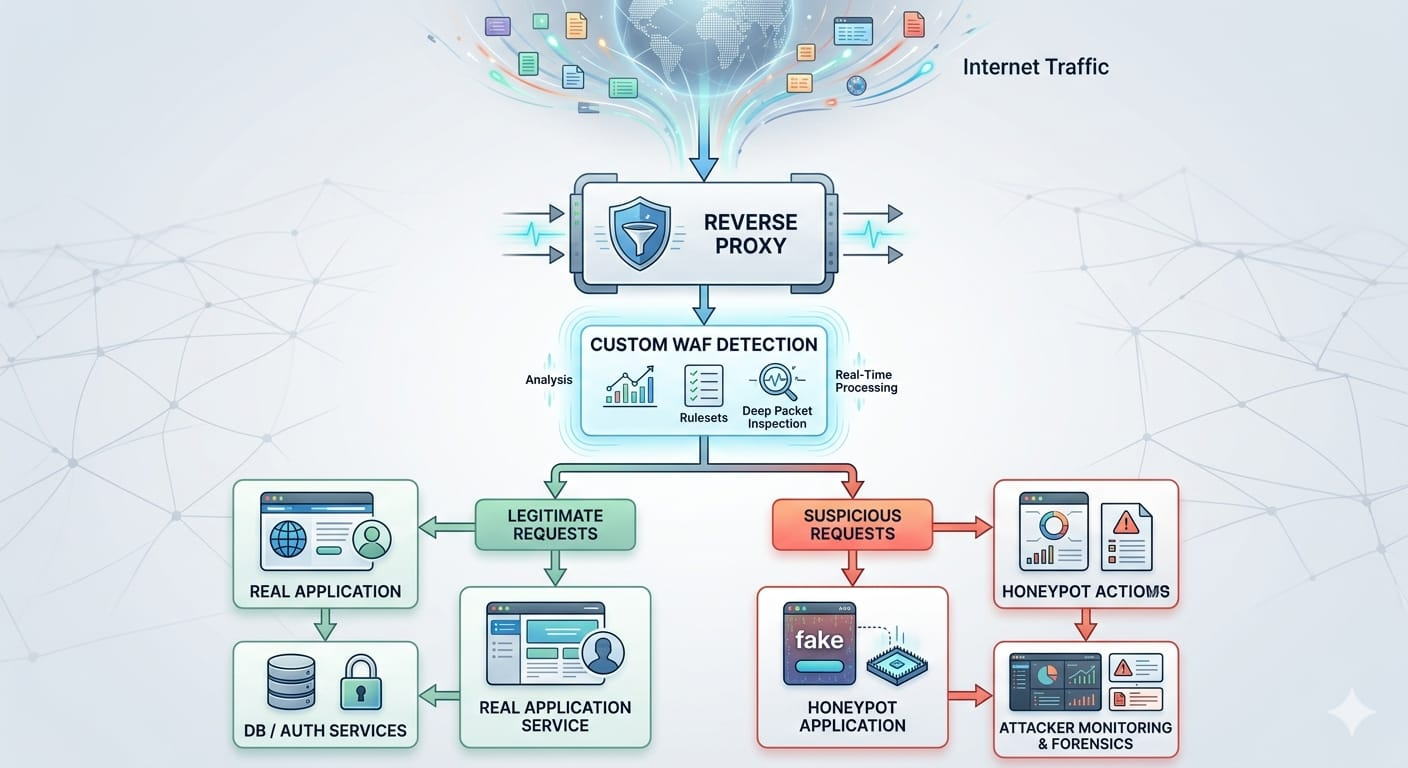 Internet Traffic
REVERSE
PROXY
CUSTOM WAF DETECTION
Analysis
Rulesets
Deep Packet
Inspection
Real-Time
Processing
LEGITIMATE
REQUESTS
SUSPICIOUS
REQUESTS
REAL APPLICATION
HONEYPOT ACTIONS
fake
DB / AUTH SERVICES
REAL APPLICATION
SERVICE
HONEYPOT
APPLICATION
ATTACKER MONITORING
& FORENSICS